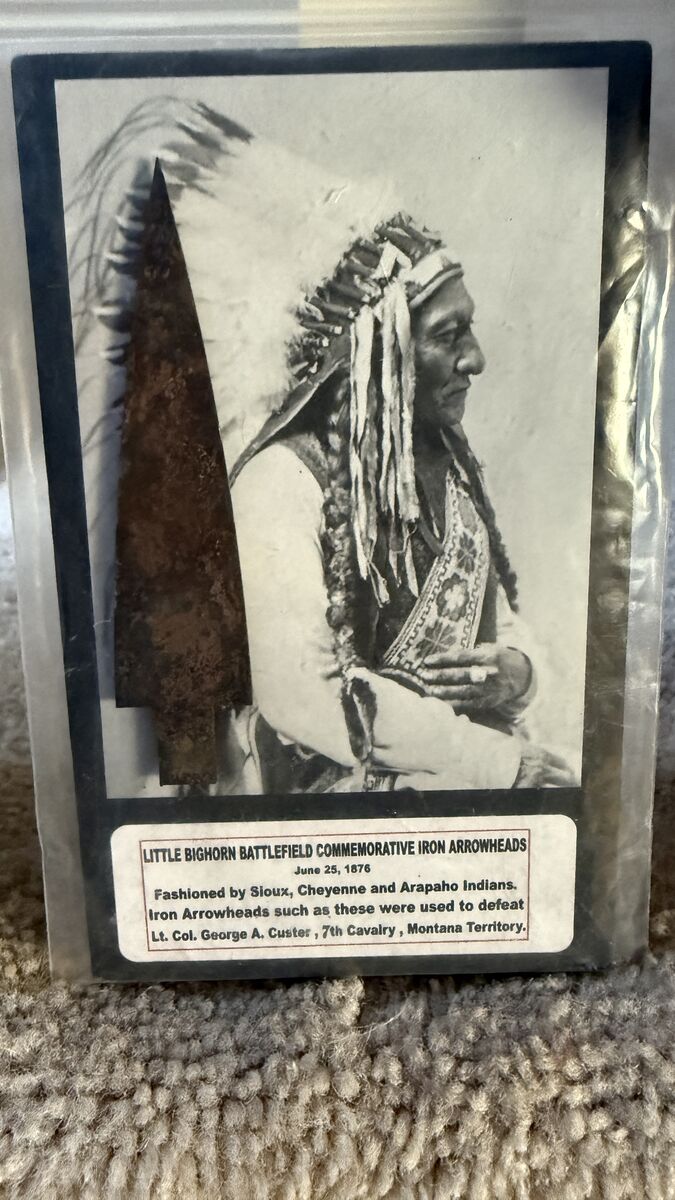 LITTLE BIGHORN BATTLEFIELD COMMEMORATIVE IRON ARROWHEADS
June 25, 1876
Fashioned by Sioux, Cheyenne and Arapaho Indians.
Iron Arrowheads such as these were used to defeat
Lt. Col. George A. Custer , 7th Cavalry , Montana Territory.